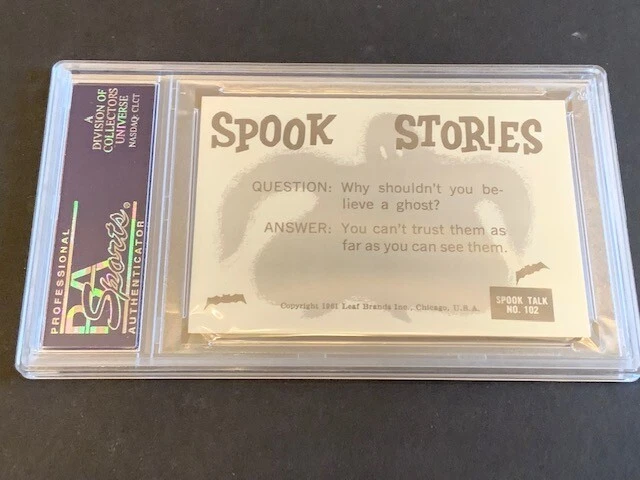 A
DIVISION OF
COLLECTORS
UNIVERSE
NASDAQ: CLCT
PROFESSIONAL
PSA
Sports®
AUTHENTICATOR
SPOOK STORIES
QUESTION: Why shouldn't you be-
lieve a ghost?
ANSWER: You can't trust them as
far as you can see them.
Copyright 1961 Leaf Brands Inc., Chicago, U.S.A.
SPOOK TALK
NO. 102